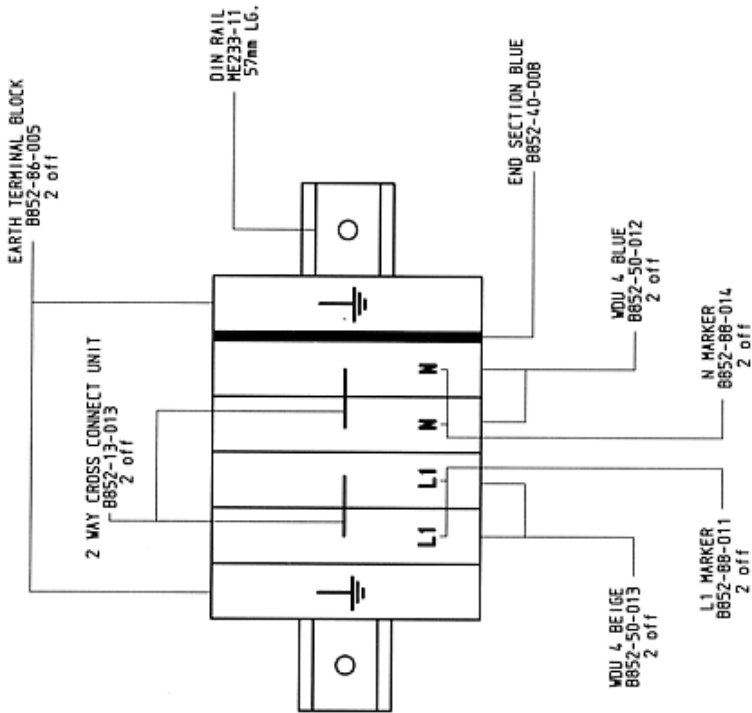 EARTH TERMINAL BLOCK
B852-86-005
2 off
DIN RAIL
ME233-11
57mm LG.
2 WAY CROSS CONNECT UNIT
B852-13-013
2 off
L1 L1 N N
END SECTION BLUE
B852-40-008
WDU 4 BLUE
B852-50-012
2 off
N MARKER
B852-88-014
2 off
WDU 4 BEIGE
B852-50-013
2 off
L1 MARKER
B852-88-011
2 off